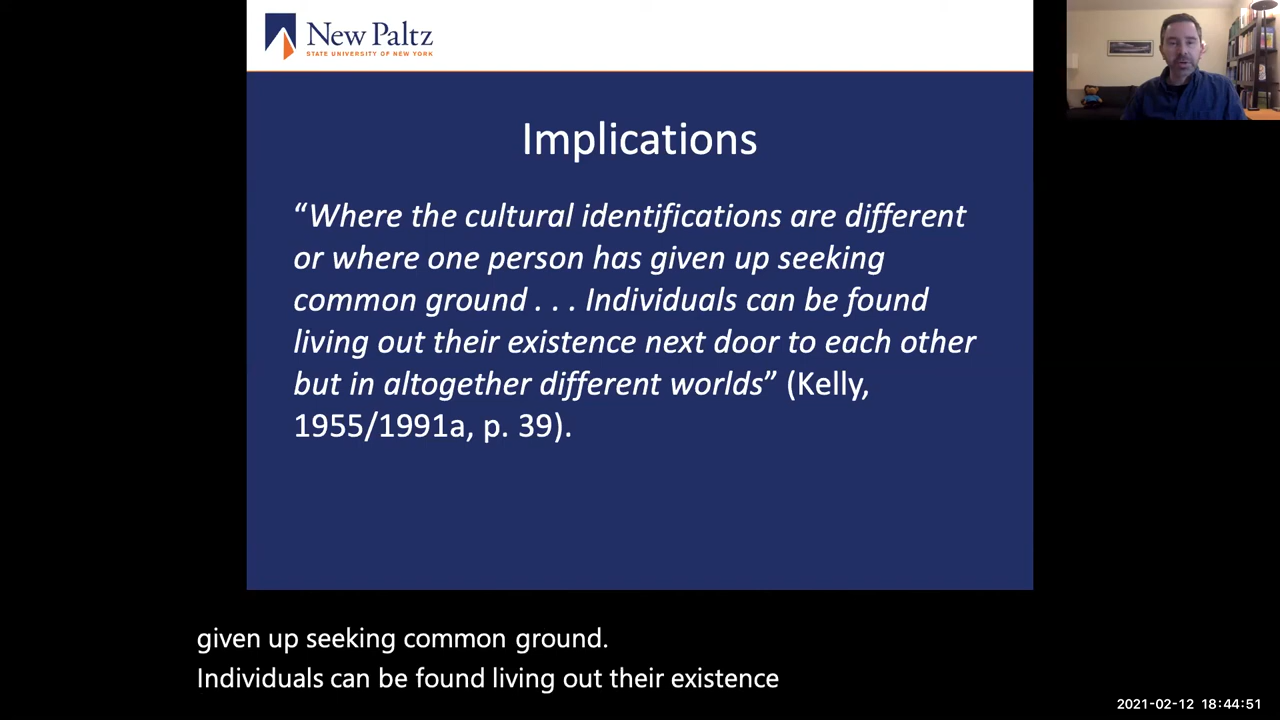 New Paltz
STATE UNIVERSITY OF NEW YORK
Implications
“Where the cultural identifications are different
or where one person has given up seeking
common ground . . . Individuals can be found
living out their existence next door to each other
but in altogether different worlds” (Kelly,
1955/1991a, p. 39).
given up seeking common ground.
Individuals can be found living out their existence
2021-02-12 18:44:51